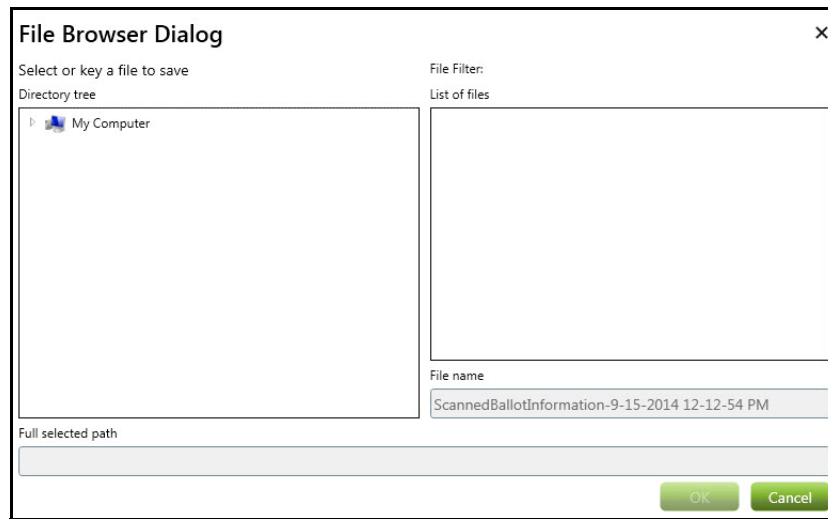 File Browser Dialog
Select or key a file to save
File Filter:
Directory tree
List of files
My Computer
File name
ScannedBallotInformation-9-15-2014 12-12-54 PM
Full selected path
OK
Cancel